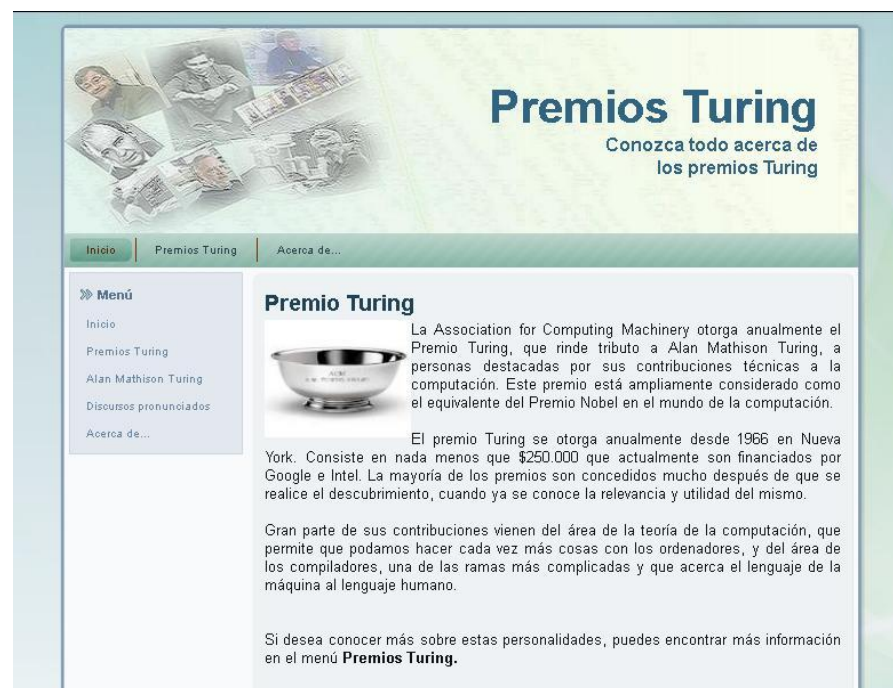 Premios Turing
Conozca todo acerca de
los premios Turing
Inicio
Premios Turing
Acerca de...
Menú
Inicio
Premios Turing
Alan Mathison Turing
Discursos pronunciados
Acerca de...
Premio Turing
La Association for Computing Machinery otorga anualmente el
Premio Turing, que rinde tributo a Alan Mathison Turing, a
personas destacadas por sus contribuciones técnicas a la
computación. Este premio está ampliamente considerado como
el equivalente del Premio Nobel en el mundo de la computación.
El premio Turing se otorga anualmente desde 1966 en Nueva
York. Consiste en nada menos que $250.000 que actualmente son financiados por
Google e Intel. La mayoría de los premios son concedidos mucho después de que se
realice el descubrimiento, cuando ya se conoce la relevancia y utilidad del mismo.
Gran parte de sus contribuciones vienen del área de la teoría de la computación, que
permite que podamos hacer cada vez más cosas con los ordenadores, y del área de
los compiladores, una de las ramas más complicadas y que acerca el lenguaje de la
máquina al lenguaje humano.
Si desea conocer más sobre estas personalidades, puedes encontrar más información
en el menú Premios Turing.